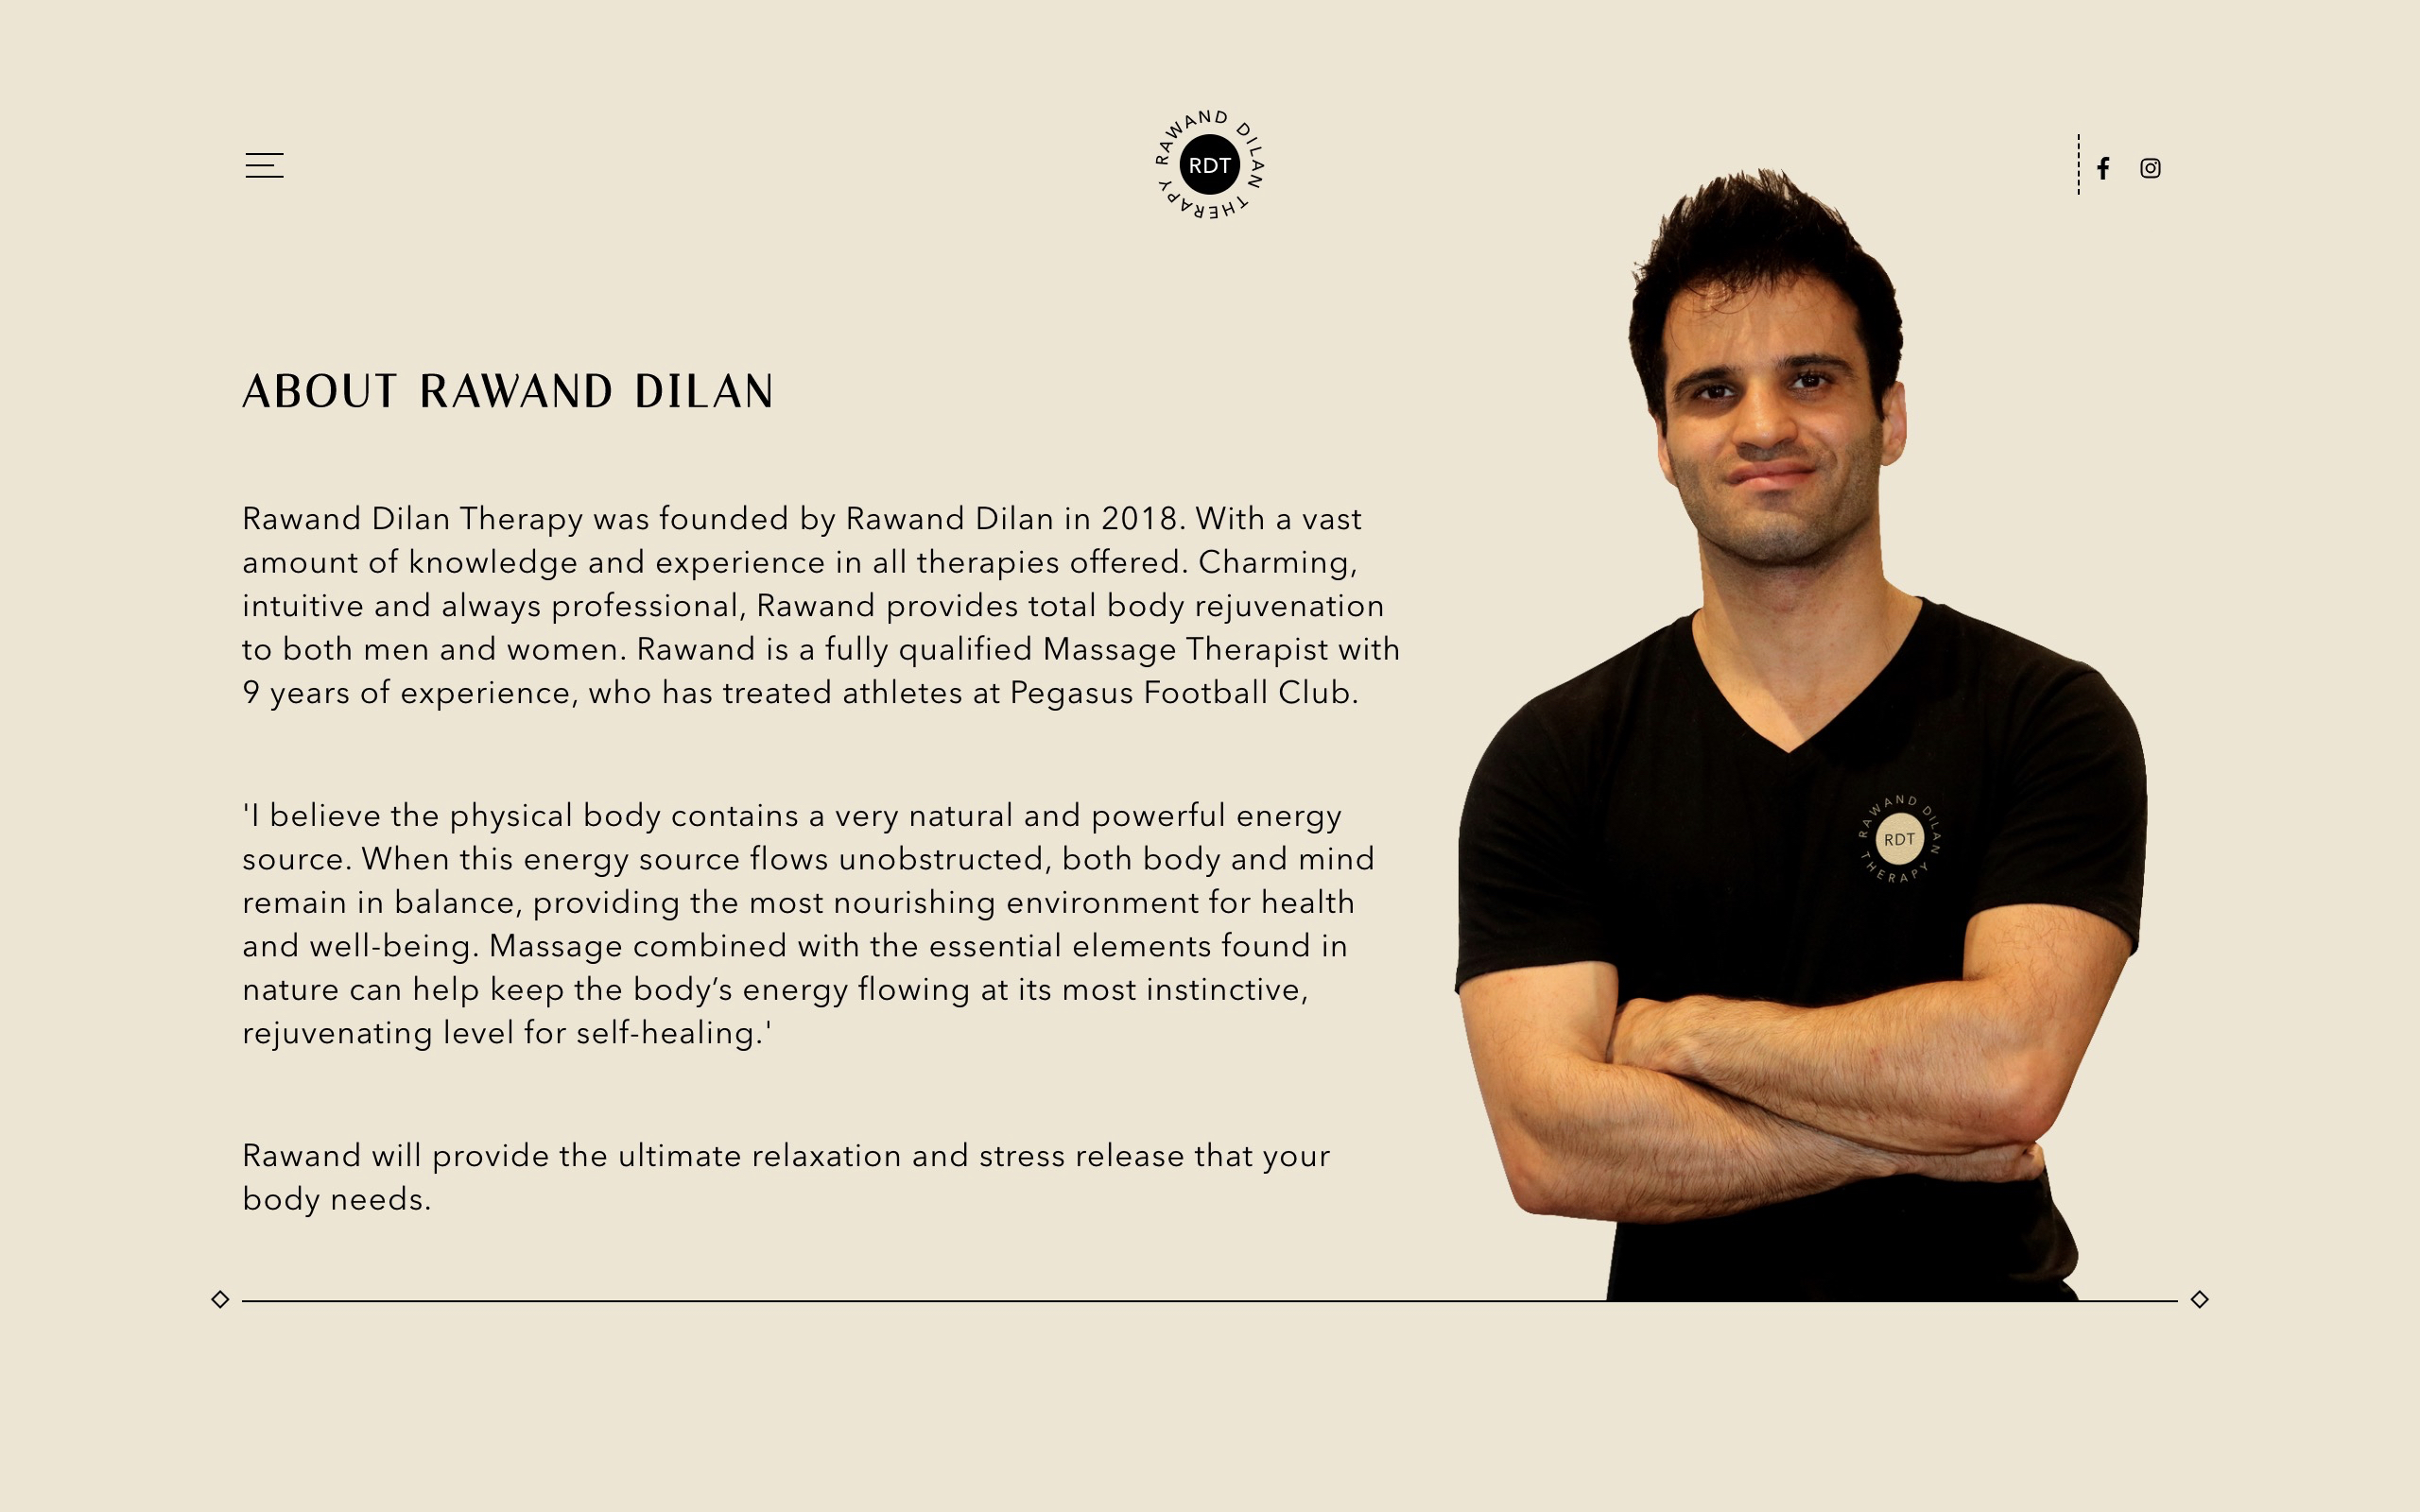 RAWAND DILAN THERAPY
RDT
ABOUT RAWAND DILAN
Rawand Dilan Therapy was founded by Rawand Dilan in 2018. With a vast
amount of knowledge and experience in all therapies offered. Charming,
intuitive and always professional, Rawand provides total body rejuvenation
to both men and women. Rawand is a fully qualified Massage Therapist with
9 years of experience, who has treated athletes at Pegasus Football Club.
'I believe the physical body contains a very natural and powerful energy
source. When this energy source flows unobstructed, both body and mind
remain in balance, providing the most nourishing environment for health
and well-being. Massage combined with the essential elements found in
nature can help keep the body’s energy flowing at its most instinctive,
rejuvenating level for self-healing.'
Rawand will provide the ultimate relaxation and stress release that your
body needs.
RAWAND DILAN THERAPY
RDT